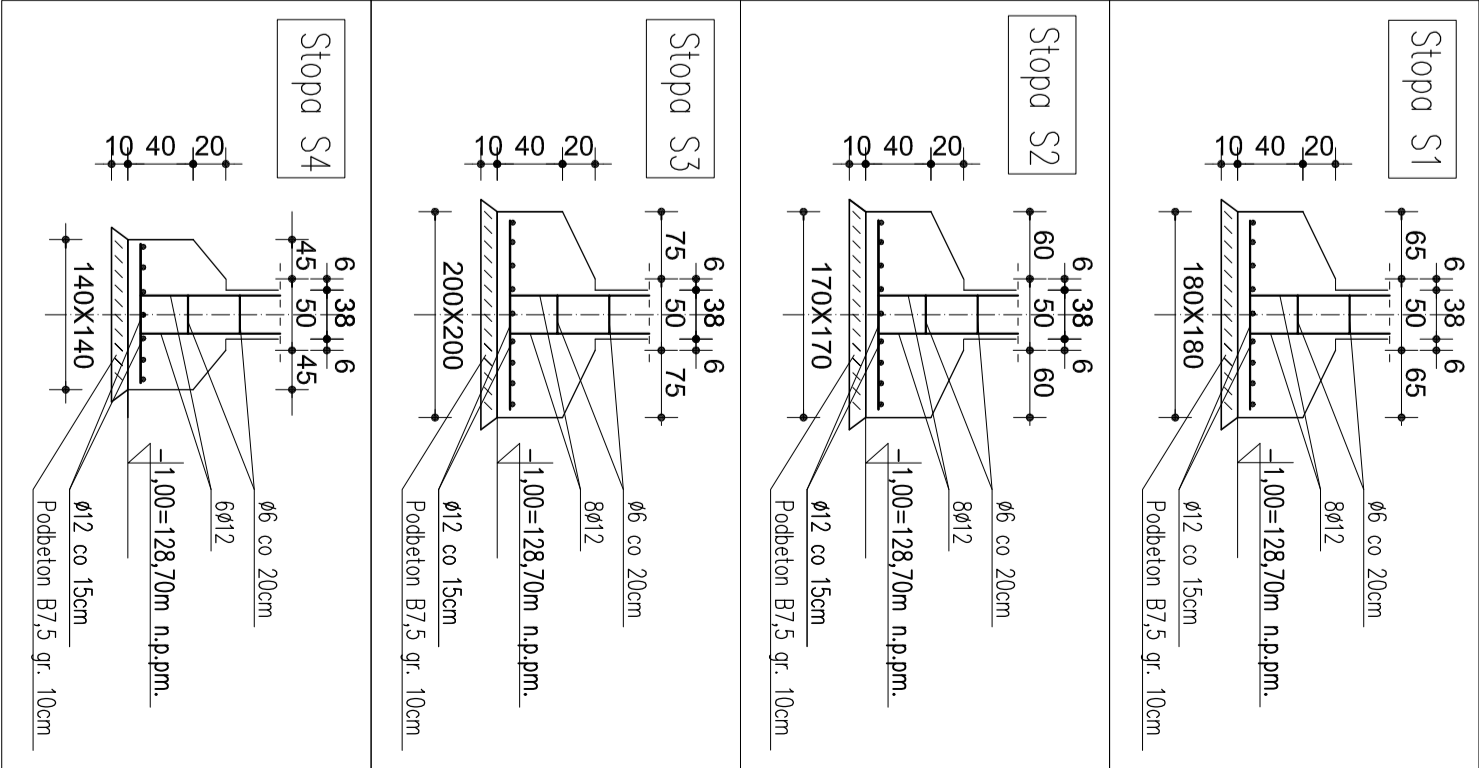 Stopa S1
6 38 6
65 50 65
20
40
10
180X180
ø6 co 20cm
8ø12
-1,00=128,70m n.p.pm.
ø12 co 15cm
Podbeton B7,5 gr. 10cm
Stopa S2
6 38 6
60 50 60
20
40
10
170X170
ø6 co 20cm
8ø12
-1,00=128,70m n.p.pm.
ø12 co 15cm
Podbeton B7,5 gr. 10cm
Stopa S3
6 38 6
75 50 75
20
40
10
200X200
ø6 co 20cm
8ø12
-1,00=128,70m n.p.pm.
ø12 co 15cm
Podbeton B7,5 gr. 10cm
Stopa S4
6 38 6
45 50 45
20
40
10
140X140
ø6 co 20cm
6ø12
-1,00=128,70m n.p.pm.
ø12 co 15cm
Podbeton B7,5 gr. 10cm